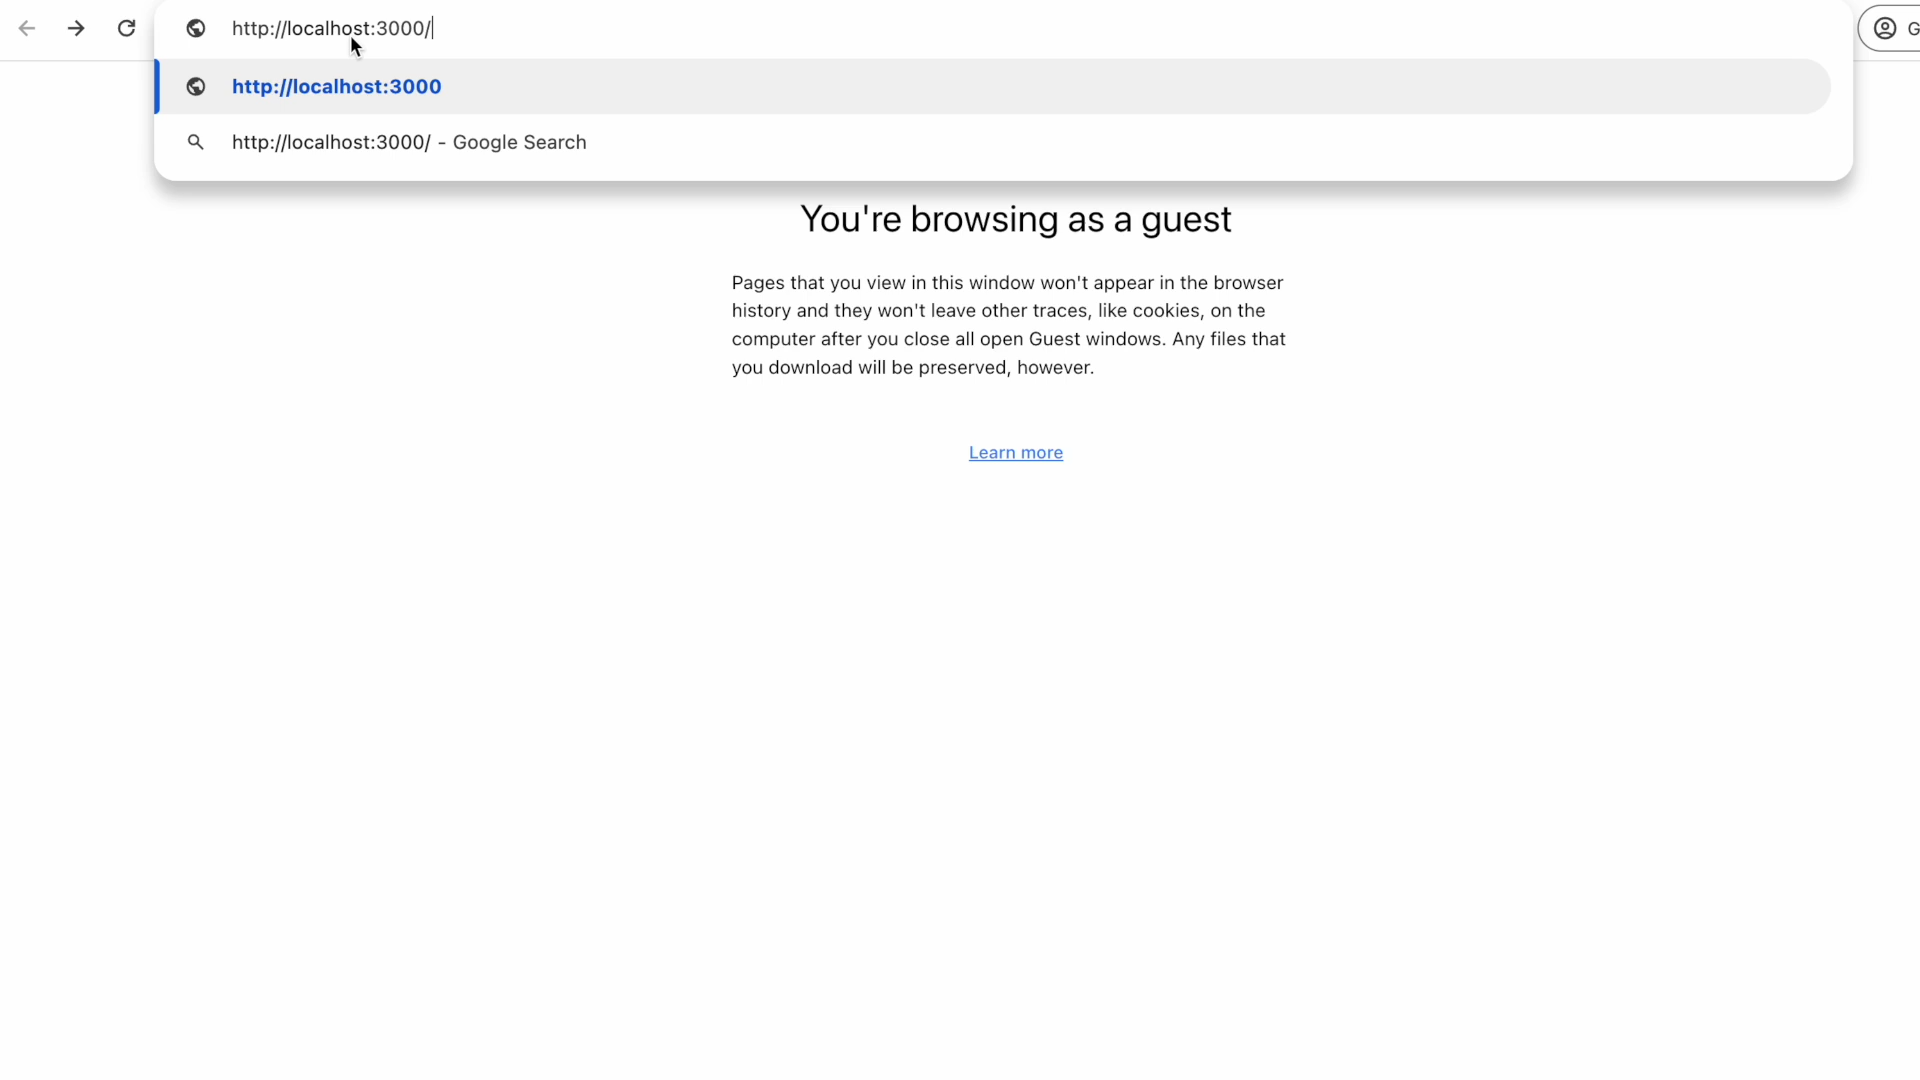 http://localhost:3000/
http://localhost:3000
http://localhost:3000/ - Google Search
G
You're browsing as a guest
Pages that you view in this window won't appear in the browser
history and they won't leave other traces, like cookies, on the
computer after you close all open Guest windows. Any files that
you download will be preserved, however.
Learn more